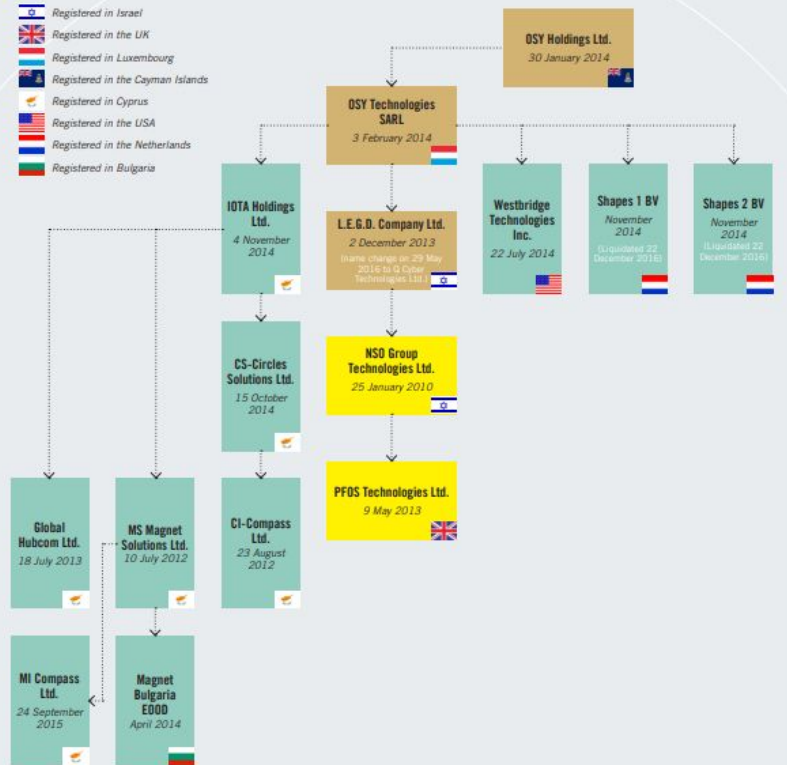 Registered in Israel
Registered in the UK
Registered in Luxembourg
Registered in the Cayman Islands
Registered in Cyprus
Registered in the USA
Registered in the Netherlands
Registered in Bulgaria
OSY Holdings Ltd.
30 January 2014
OSY Technologies
SARL
3 February 2014
IOTA Holdings
Ltd.
4 November
2014
L.E.G.D. Company Ltd.
2 December 2013
(name change on 29 May
2016 to Q Cyber
Technologies Ltd.)
Westbridge
Technologies
Inc.
22 July 2014
Shapes 1 BV
November
2014
(Liquidated 22
December 2016)
Shapes 2 BV
November
2014
(Liquidated 22
December 2016)
CS-Circles
Solutions Ltd.
15 October
2014
NSO Group
Technologies Ltd.
25 January 2010
Global
Hubcom Ltd.
18 July 2013
MS Magnet
Solutions Ltd.
10 July 2012
CI-Compass
Ltd.
23 August
2012
PFOS Technologies Ltd.
9 May 2013
MI Compass
Ltd.
24 September
2015
Magnet
Bulgaria
EOOD
April 2014